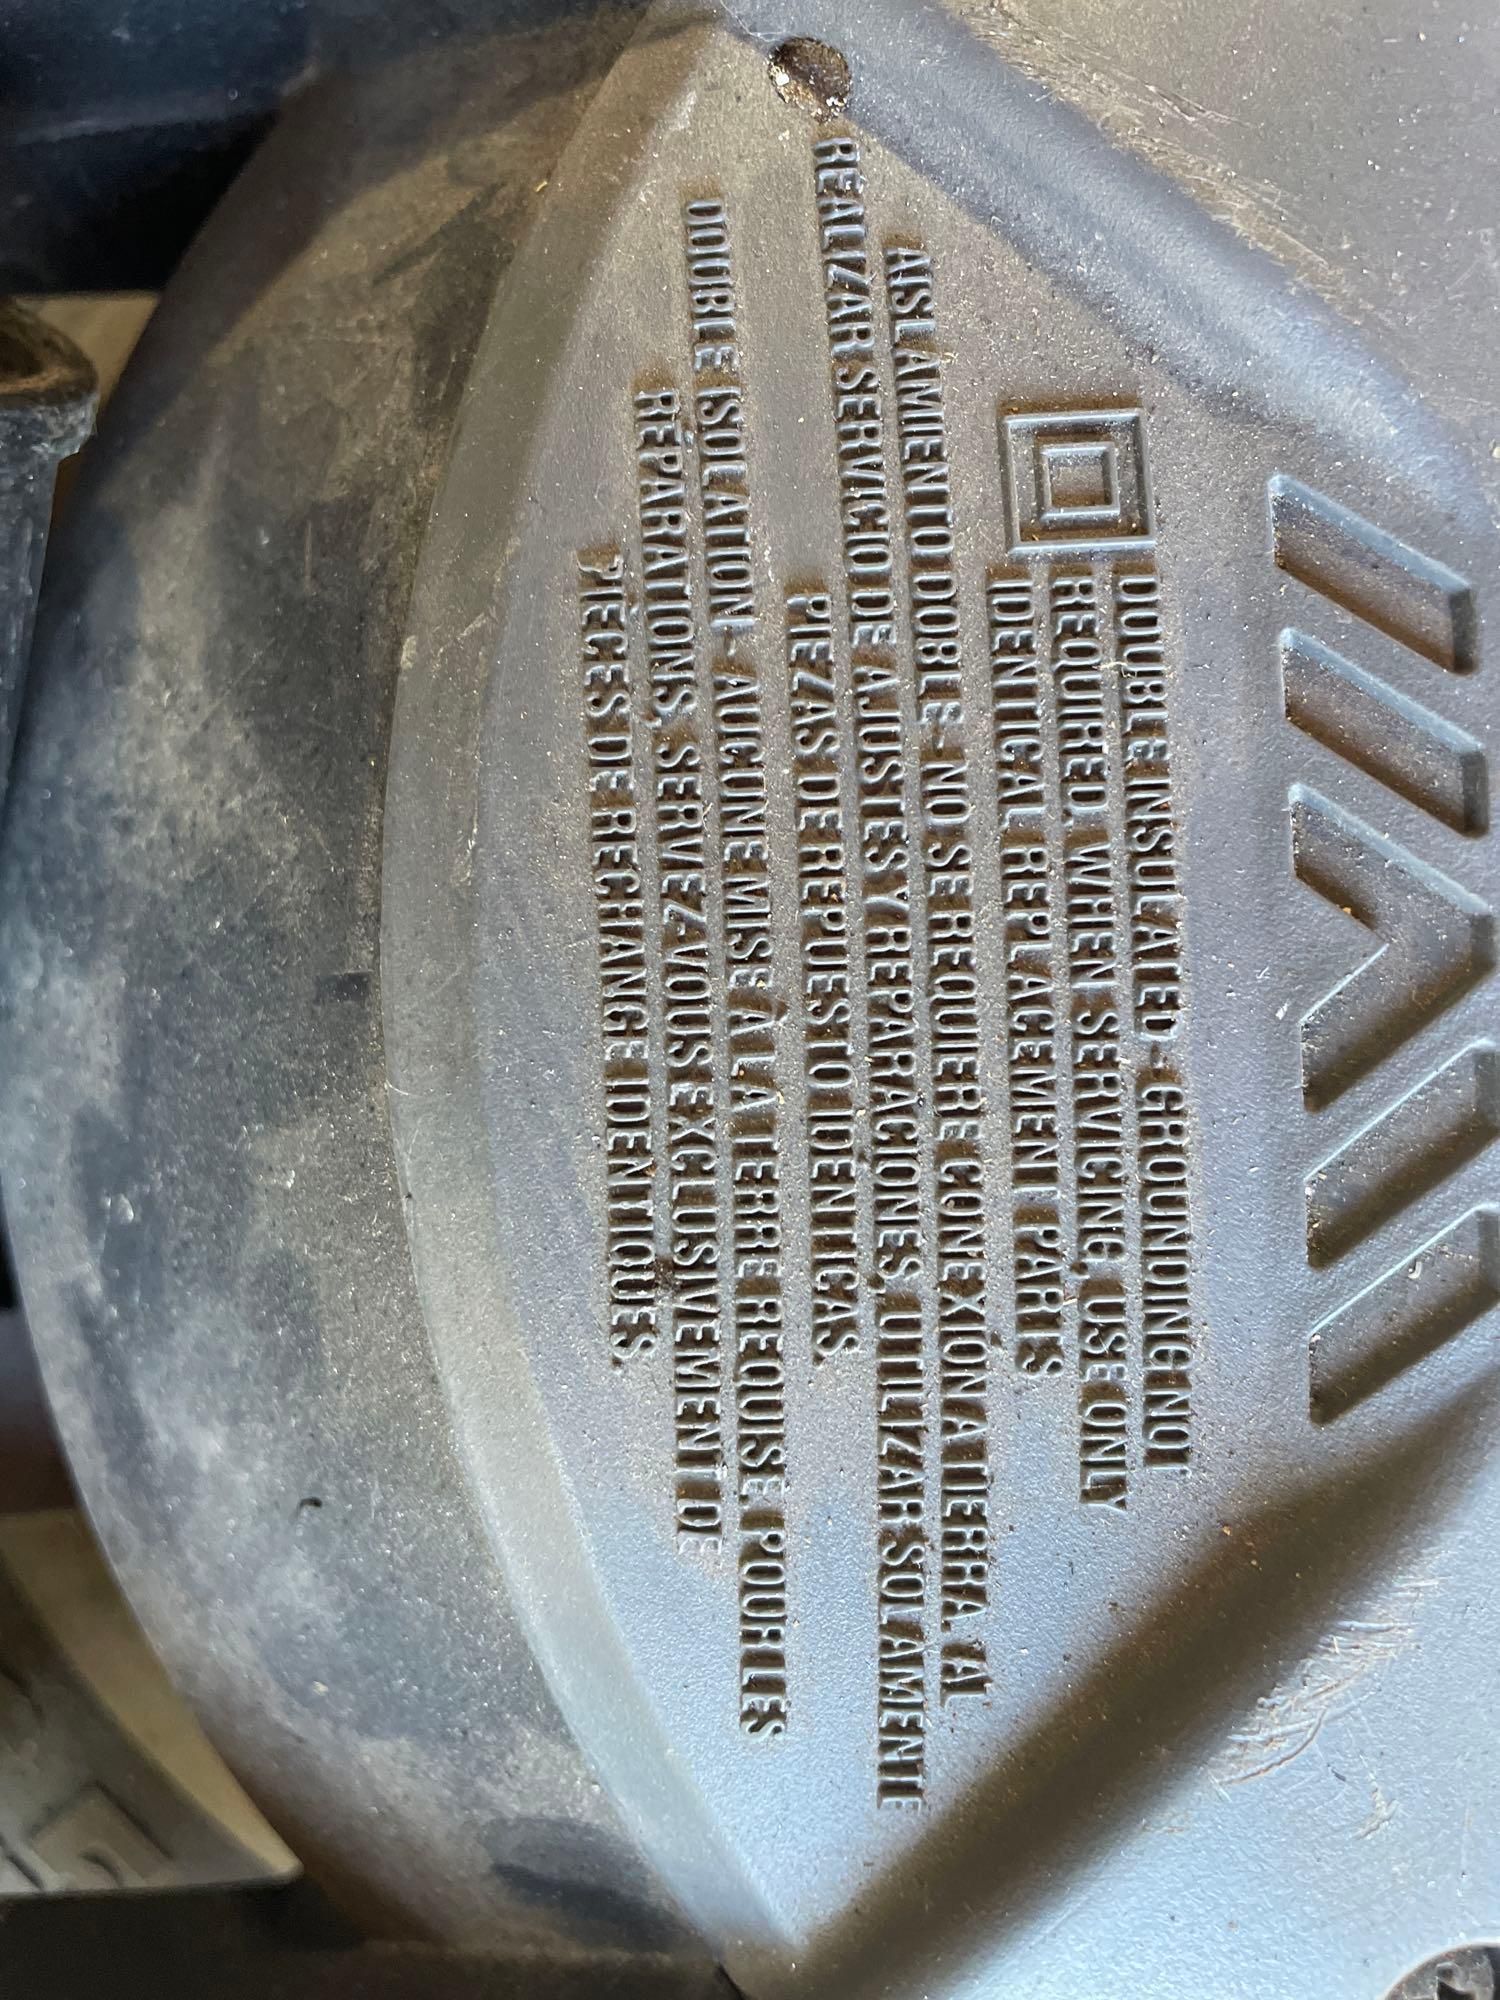 DOUBLE INSULATED - GROUNDING NOT
REQUIRED. WHEN SERVICING, USE ONLY
IDENTICAL REPLACEMENT PARTS
AISLAMIENTO DOBLE - NO SE REQUIERE CONEXIÓN A TIERRA. AL
REALIZAR SERVICIO DE AJUSTES Y REPARACIONES, UTILIZAR SOLAMENTE
PIEZAS DE REPUESTO IDÉNTICAS.
DOUBLE ISOLATION - AUCUNE MISE À LA TERRE REQUISE. POUR LES
RÉPARATIONS, SERVEZ-VOUS EXCLUSIVEMENT DE
PIÈCES DE RECHANGE IDENTIQUES.